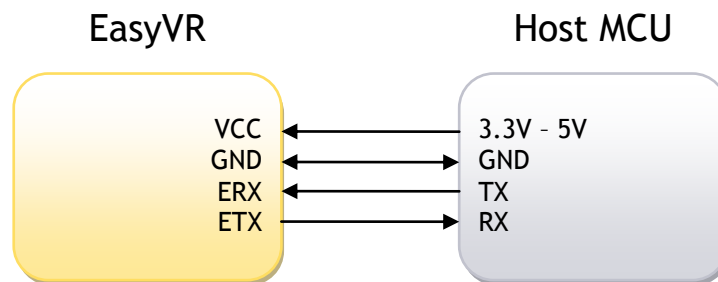 EasyVR
Host MCU
VCC
3.3V – 5V
GND
GND
ERX
TX
ETX
RX